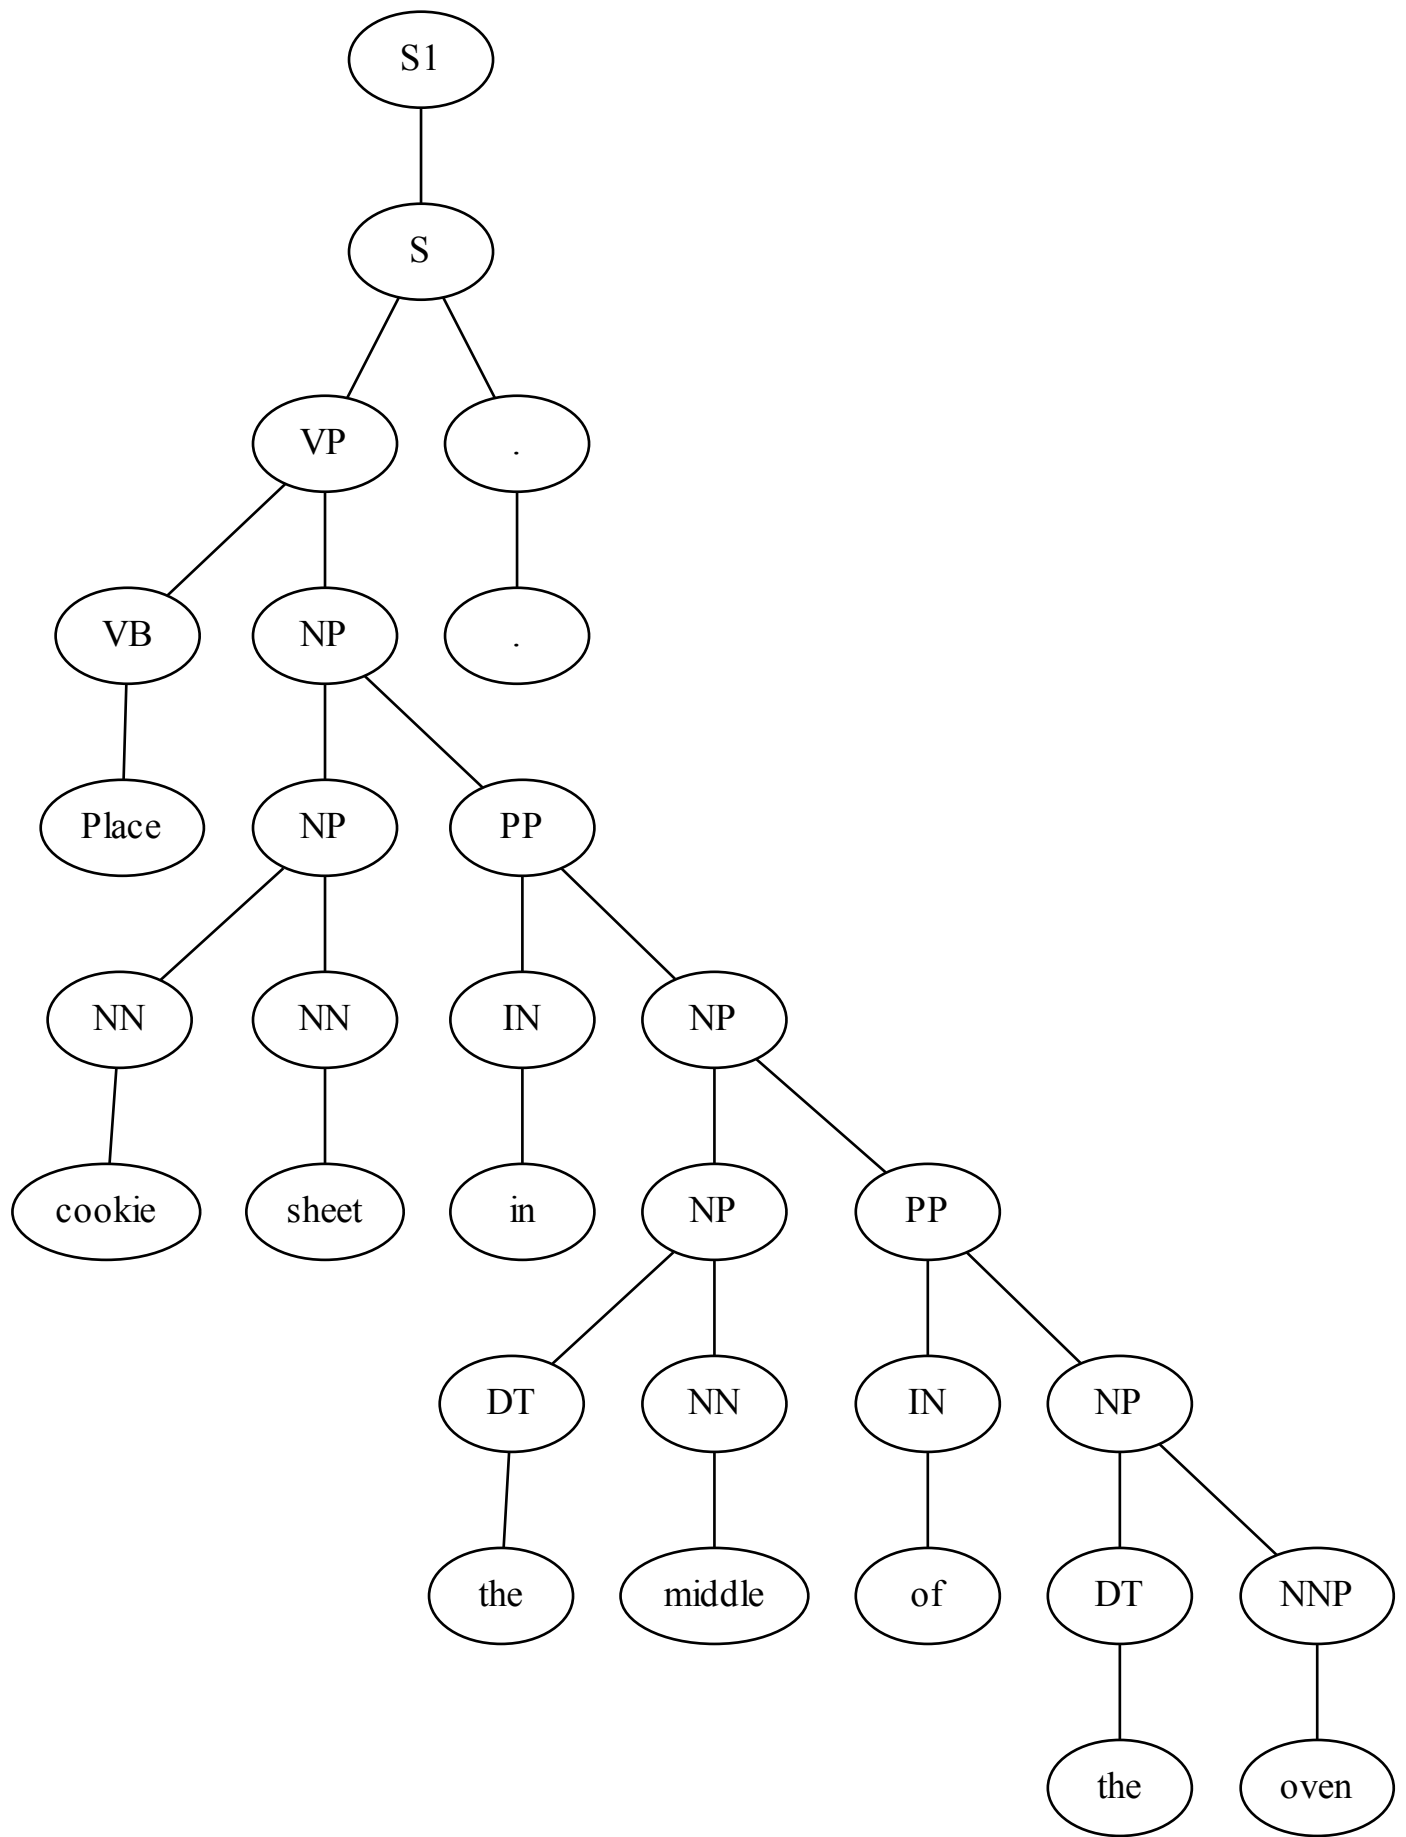 S1
S
VP .
VB NP .
Place NP PP
NN NN IN NP
cookie sheet in NP PP
DT NN IN NP
the middle of DT NNP
the oven